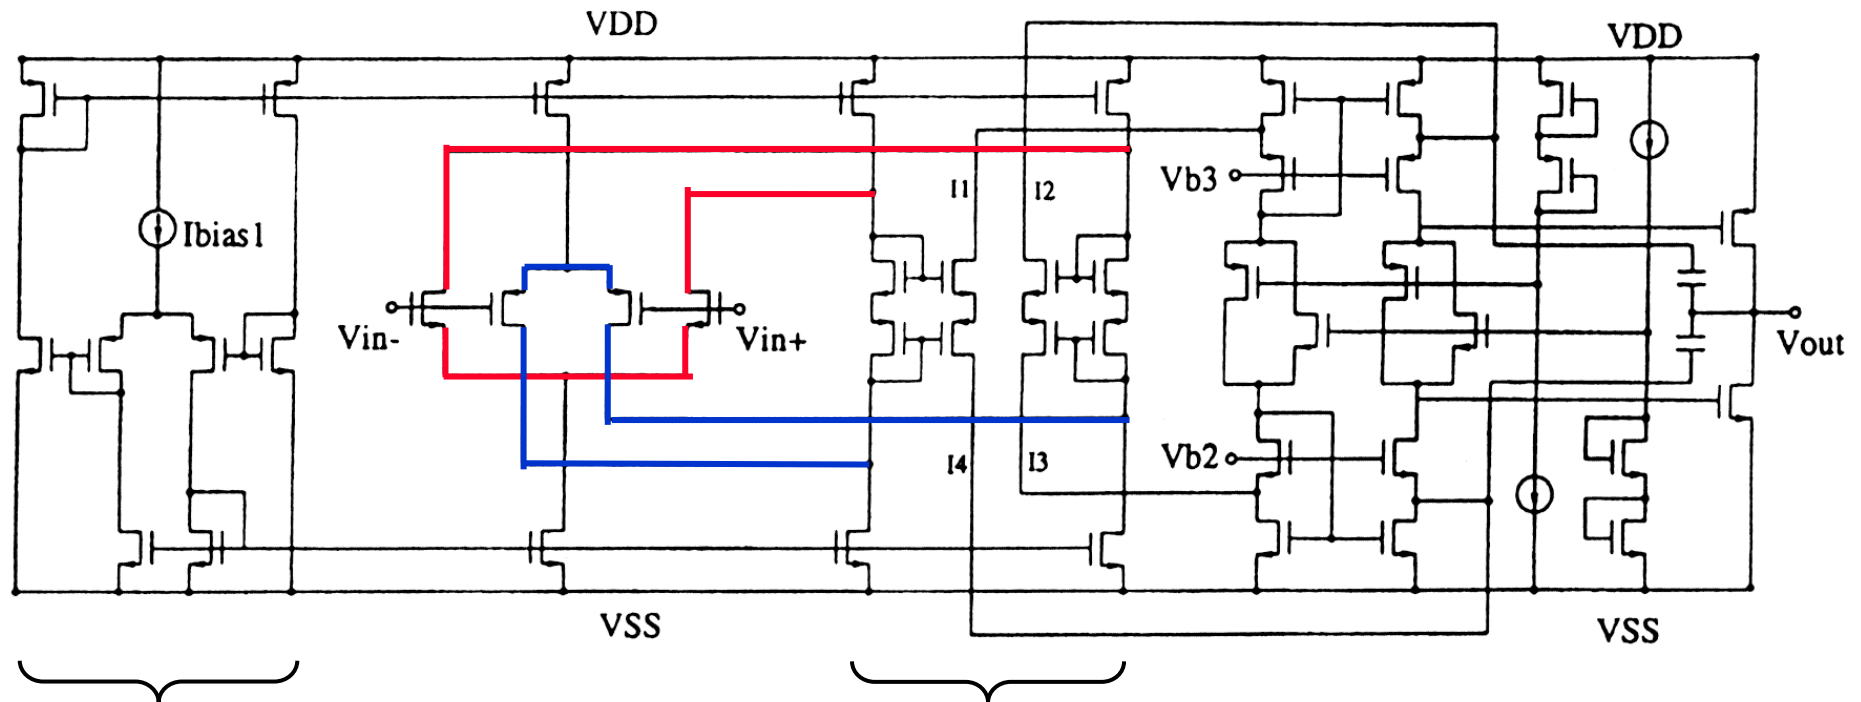 VDD
VDD
I1
I2
Vb3
Ibias1
Vin-
Vin+
Vout
I4
I3
Vb2
VSS
VSS